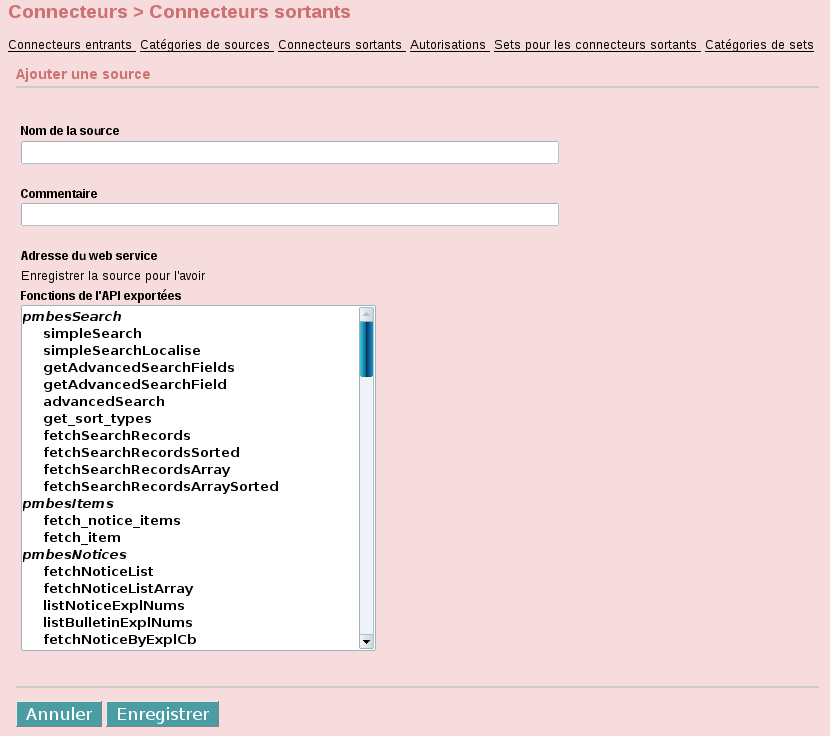 Connecteurs > Connecteurs sortants
Connecteurs entrants Catégories de sources Connecteurs sortants Autorisations Sets pour les connecteurs sortants Catégories de sets
Ajouter une source
Nom de la source
Commentaire
Adresse du web service
Enregistrer la source pour l'avoir
Fonctions de l'API exportées
pmbesSearch
simpleSearch
simpleSearchLocalise
getAdvancedSearchFields
getAdvancedSearchField
advancedSearch
get_sort_types
fetchSearchRecords
fetchSearchRecordsSorted
fetchSearchRecordsArray
fetchSearchRecordsArraySorted
pmbesItems
fetch_notice_items
fetch_item
pmbesNotices
fetchNoticeList
fetchNoticeListArray
listNoticeExplNums
listBulletinExplNums
fetchNoticeByExplCb
Annuler Enregistrer